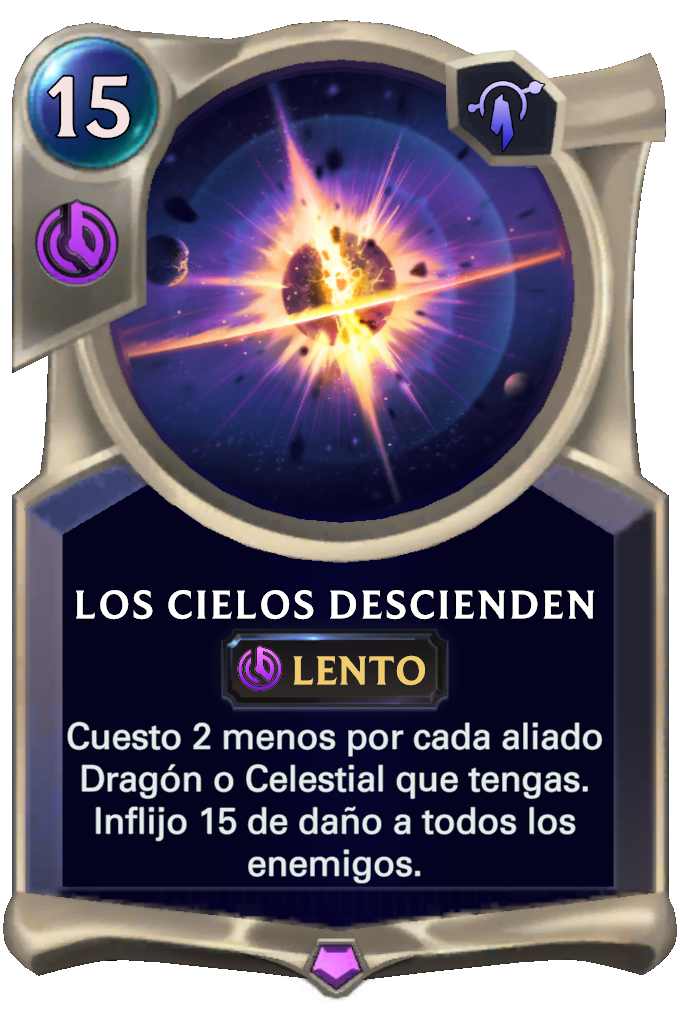 15
LOS CIELOS DESCIENDEN
LENTO
Cuesto 2 menos por cada aliado
Dragón o Celestial que tengas.
Inflijo 15 de daño a todos los
enemigos.